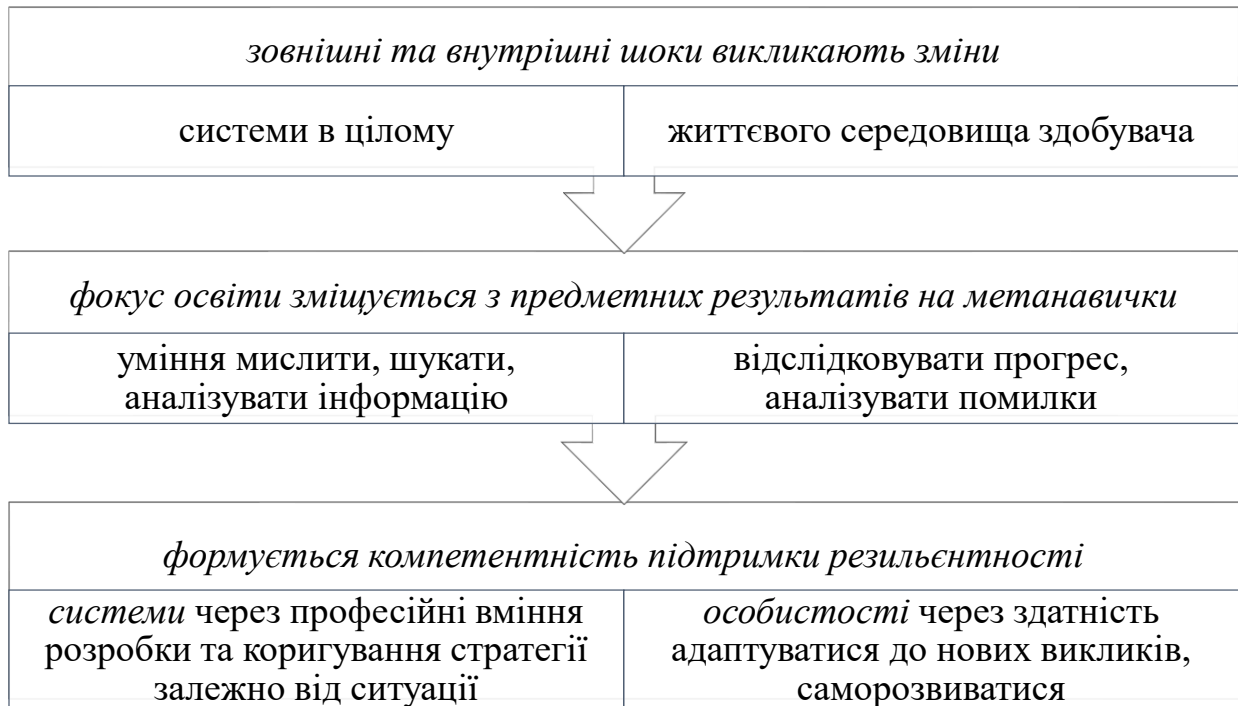 зовнішні та внутрішні шоки викликають зміни
системи в цілому
життєвого середовища здобувача
фокус освіти зміщується з предметних результатів на метанавички
уміння мислити, шукати,
аналізувати інформацію
відслідковувати прогрес,
аналізувати помилки
формується компетентність підтримки резильєнтності
системи через професійні вміння
розробки та коригування стратегії
залежно від ситуації
особистості через здатність
адаптуватися до нових викликів,
саморозвиватися